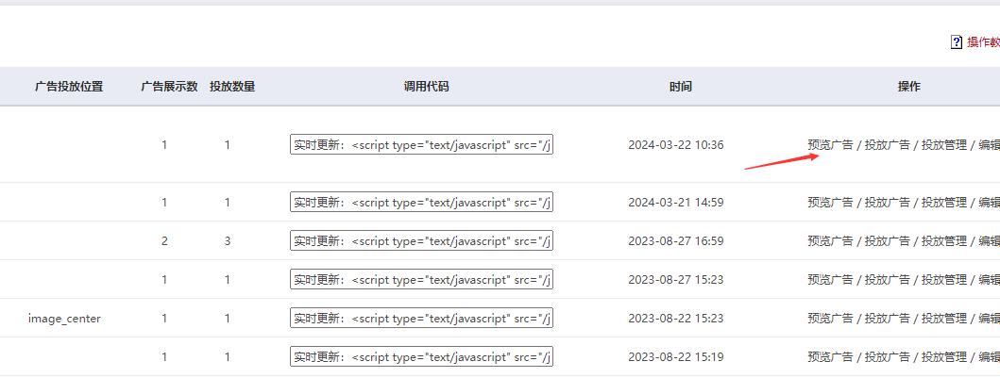 ? 操作教
广告投放位置 广告展示数 投放数量 调用代码 时间 操作
1 1 实时更新：<script type="text/javascript" src="/j 2024-03-22 10:36 预览广告 / 投放广告 / 投放管理 / 编辑
1 1 实时更新：<script type="text/javascript" src="/j 2024-03-21 14:59 预览广告 / 投放广告 / 投放管理 / 编辑
2 3 实时更新：<script type="text/javascript" src="/j 2023-08-27 16:59 预览广告 / 投放广告 / 投放管理 / 编辑
1 1 实时更新：<script type="text/javascript" src="/j 2023-08-27 15:23 预览广告 / 投放广告 / 投放管理 / 编辑
image_center 1 1 实时更新：<script type="text/javascript" src="/j 2023-08-22 15:23 预览广告 / 投放广告 / 投放管理 / 编辑
1 1 实时更新：<script type="text/javascript" src="/j 2023-08-22 15:19 预览广告 / 投放广告 / 投放管理 / 编辑